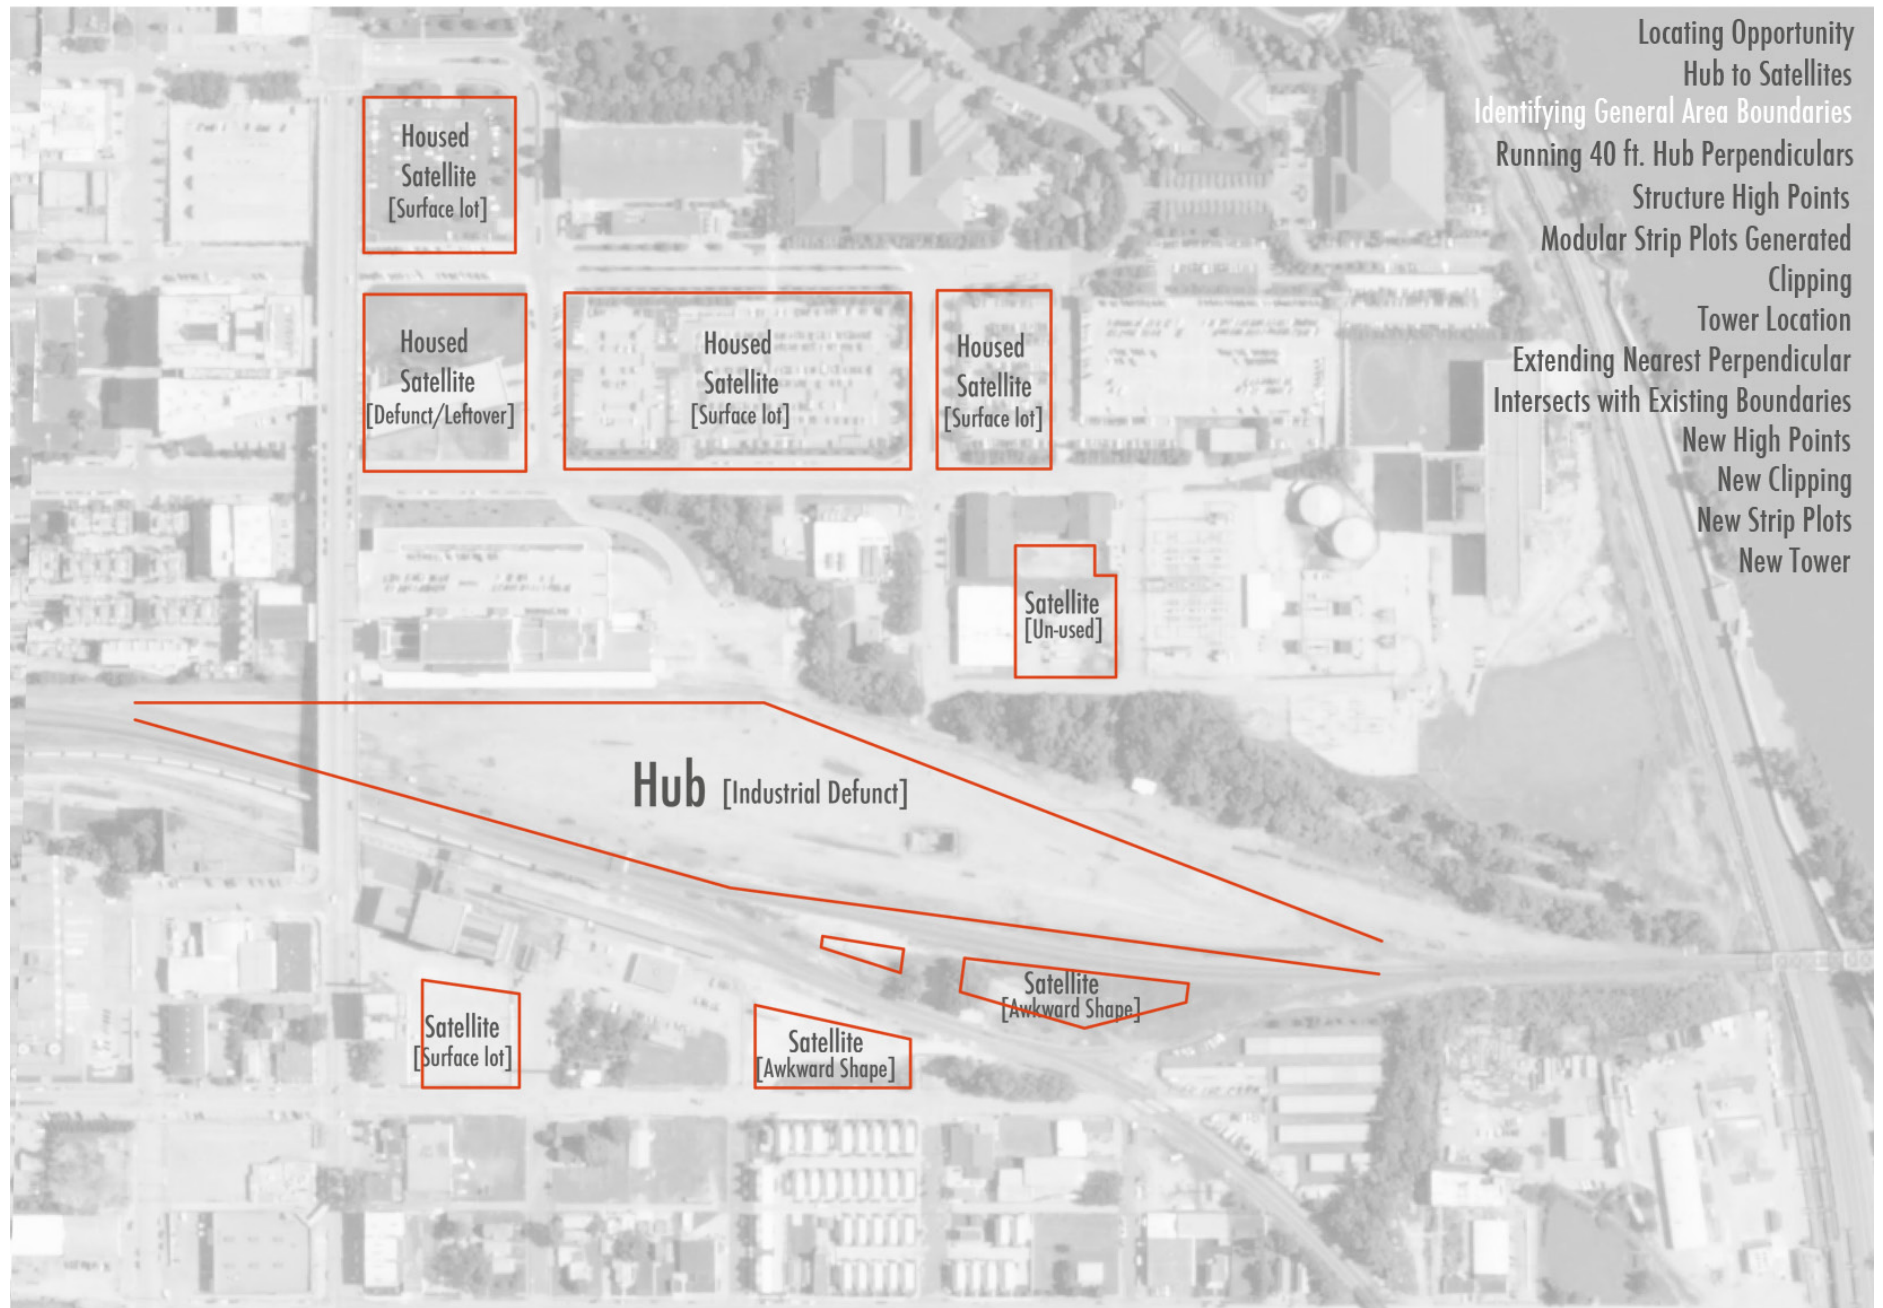 Locating Opportunity
Hub to Satellites
Identifying General Area Boundaries
Running 40 ft. Hub Perpendiculars
Structure High Points
Modular Strip Plots Generated
Clipping
Tower Location
Extending Nearest Perpendicular
Intersects with Existing Boundaries
New High Points
New Clipping
New Strip Plots
New Tower
Housed
Satellite
[Surface lot]
Housed
Satellite
[Defunct/Leftover]
Housed
Satellite
[Surface lot]
Housed
Satellite
[Surface lot]
Satellite
[Un-used]
Hub [Industrial Defunct]
Satellite
[Awkward Shape]
Satellite
[Surface lot]
Satellite
[Awkward Shape]